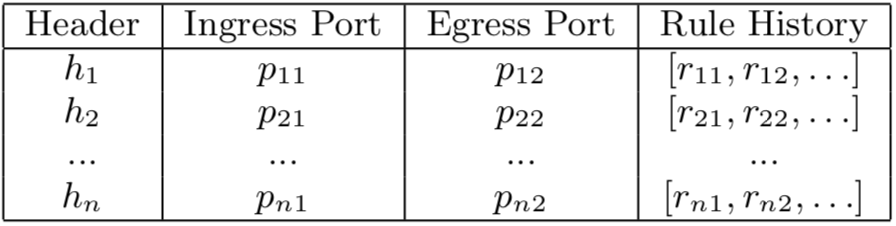 Header Ingress Port Egress Port Rule History
h₁ p₁₁ p₁₂ [r₁₁, r₁₂, . . .]
h₂ p₂₁ p₂₂ [r₂₁, r₂₂, . . .]
... ... ... ...
hₙ pₙ₁ pₙ₂ [rₙ₁, rₙ₂, . . .]